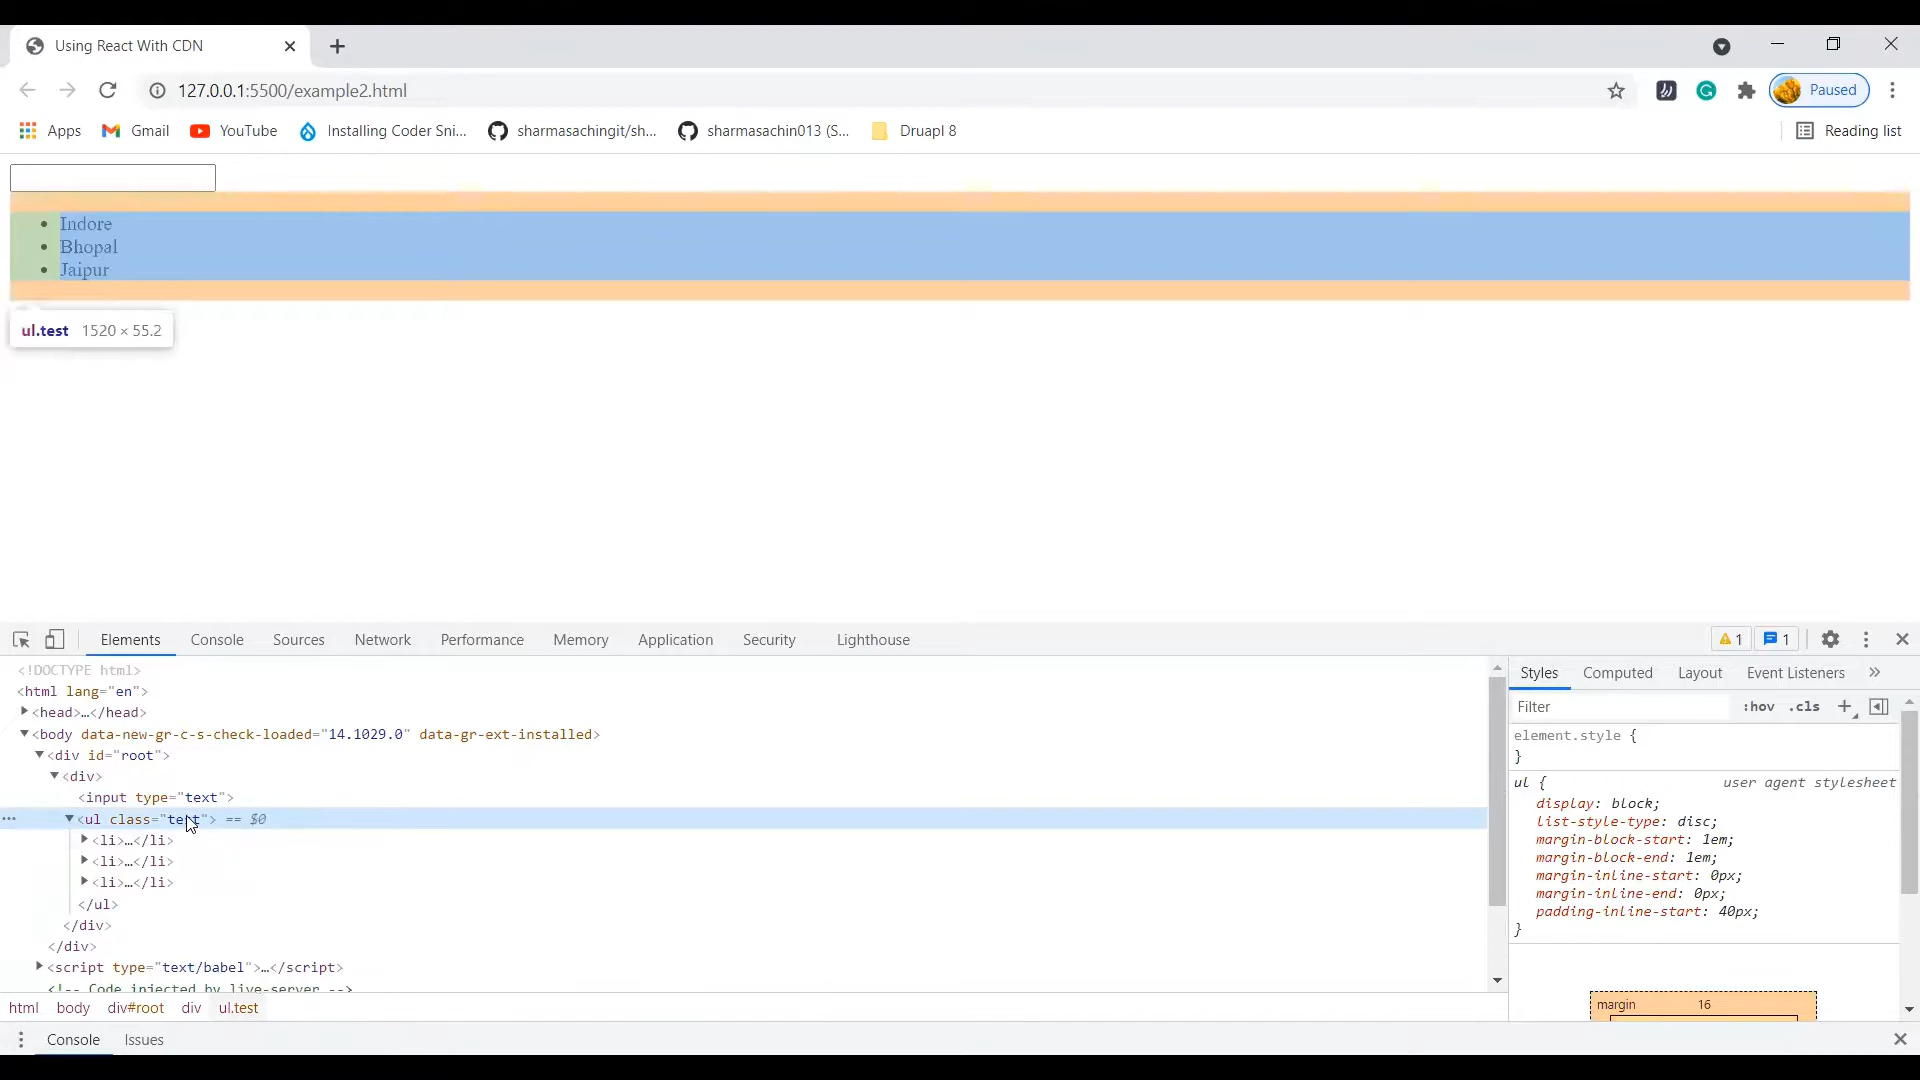 Using React With CDN
127.0.0.1:5500/example2.html
Paused
Apps
Gmail
YouTube
Installing Coder Sni...
sharmasachingit/sh...
sharmasachin013 (S...
Druapl 8
Reading list
Indore
Bhopal
Jaipur
ul.test 1520 × 55.2
Elements Console Sources Network Performance Memory Application Security Lighthouse
1
1
<!DOCTYPE html>
<html lang="en">
<head>…</head>
<body data-new-gr-c-s-check-loaded="14.1029.0" data-gr-ext-installed>
<div id="root">
<div>
<input type="text">
<ul class="test"> == $0
<li>…</li>
<li>…</li>
<li>…</li>
</ul>
</div>
</div>
<script type="text/babel">…</script>
<!-- Code injected by live-server -->
html body div#root div ul.test
Styles Computed Layout Event Listeners »
Filter :hov .cls +
element.style {
}
ul { user agent stylesheet
display: block;
list-style-type: disc;
margin-block-start: 1em;
margin-block-end: 1em;
margin-inline-start: 0px;
margin-inline-end: 0px;
padding-inline-start: 40px;
}
margin 16
Console Issues